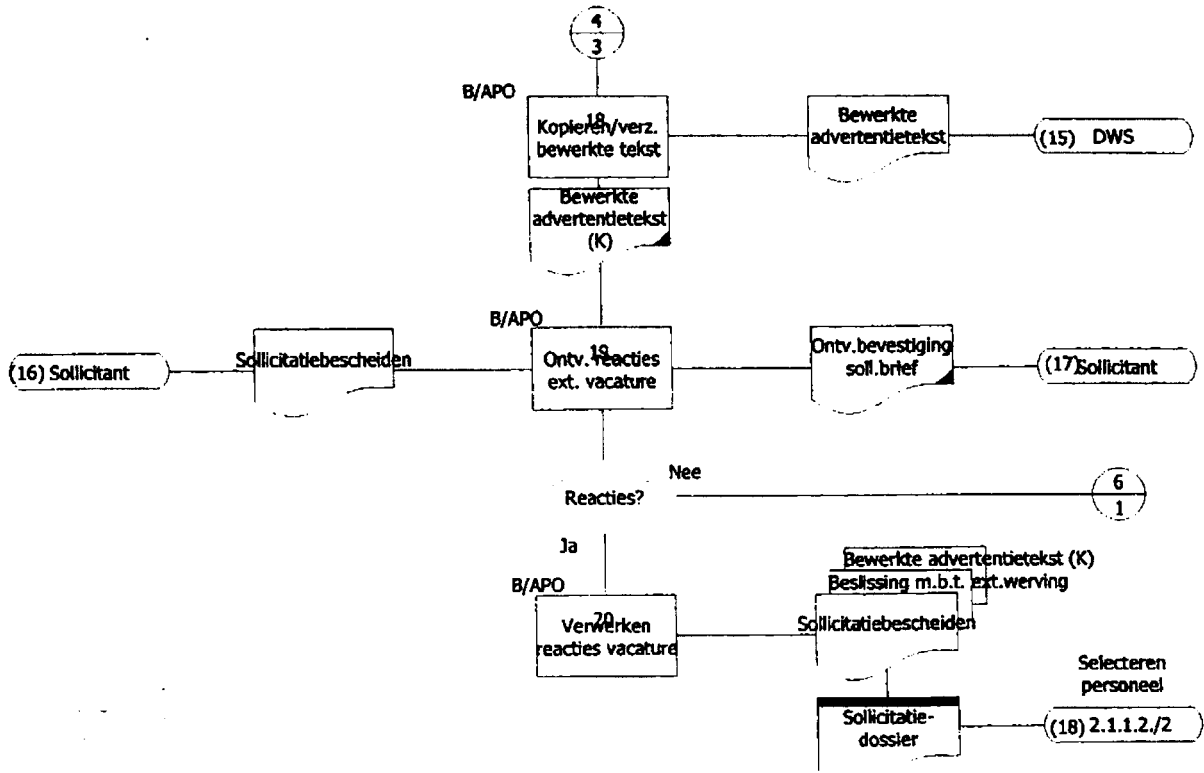 4
3
B/APO
18
Kopieren/verz.
bewerkte tekst
Bewerkte
advertentietekst
(15) DWS
Bewerkte
advertentietekst
(K)
B/APO
(16) Sollicitant
Sollicitatiebescheiden
19
Ontv. reacties
ext. vacature
Ontv.bevestiging
soll.brief
(17) Sollicitant
Reacties?
Nee
6
1
Ja
B/APO
20
Verwerken
reacties vacature
Bewerkte advertentietekst (K)
Beslissing m.b.t. ext.werving
Sollicitatiebescheiden
Sollicitatie-
dossier
Selecteren
personeel
(18) 2.1.1.2./2